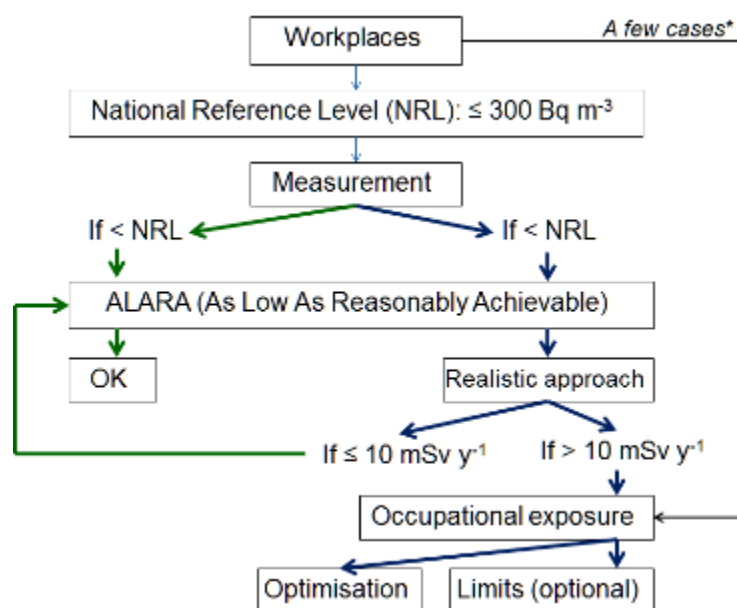 Workplaces
A few cases*
National Reference Level (NRL): ≤ 300 Bq m⁻³
Measurement
If < NRL
If < NRL
ALARA (As Low As Reasonably Achievable)
OK
Realistic approach
If ≤ 10 mSv y⁻¹
If > 10 mSv y⁻¹
Occupational exposure
Optimisation
Limits (optional)